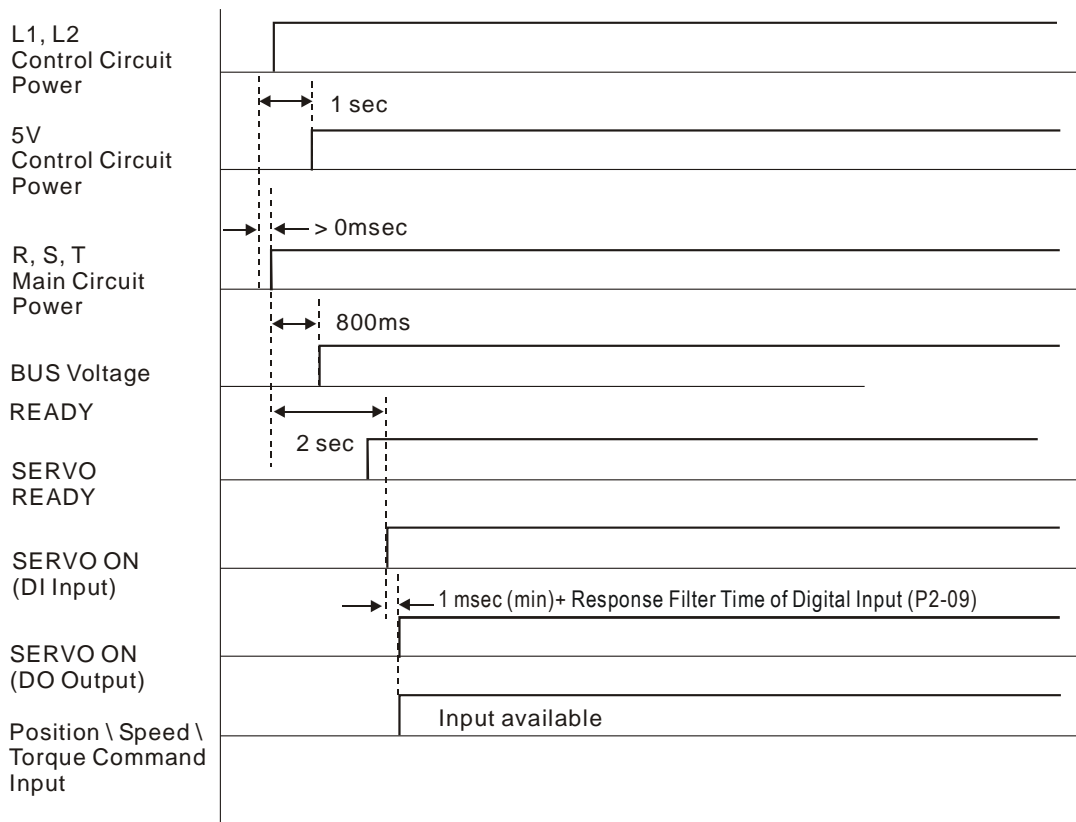 L1, L2
Control Circuit
Power
1 sec
5V
Control Circuit
Power
> 0msec
R, S, T
Main Circuit
Power
800ms
BUS Voltage
READY
2 sec
SERVO
READY
SERVO ON
(DI Input)
1 msec (min)+ Response Filter Time of Digital Input (P2-09)
SERVO ON
(DO Output)
Input available
Position \ Speed \
Torque Command
Input